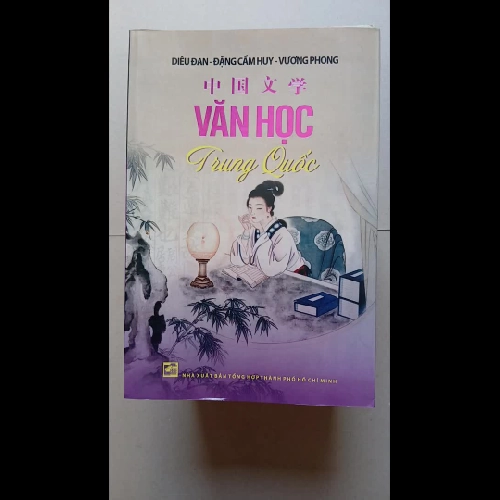 DIÊU ĐAN - ĐẶNG CẨM HUY - VƯƠNG PHONG
中国文学
VĂN HỌC
Trung Quốc
NHÀ XUẤT BẢN TỔNG HỢP THÀNH PHỐ HỒ CHÍ MINH